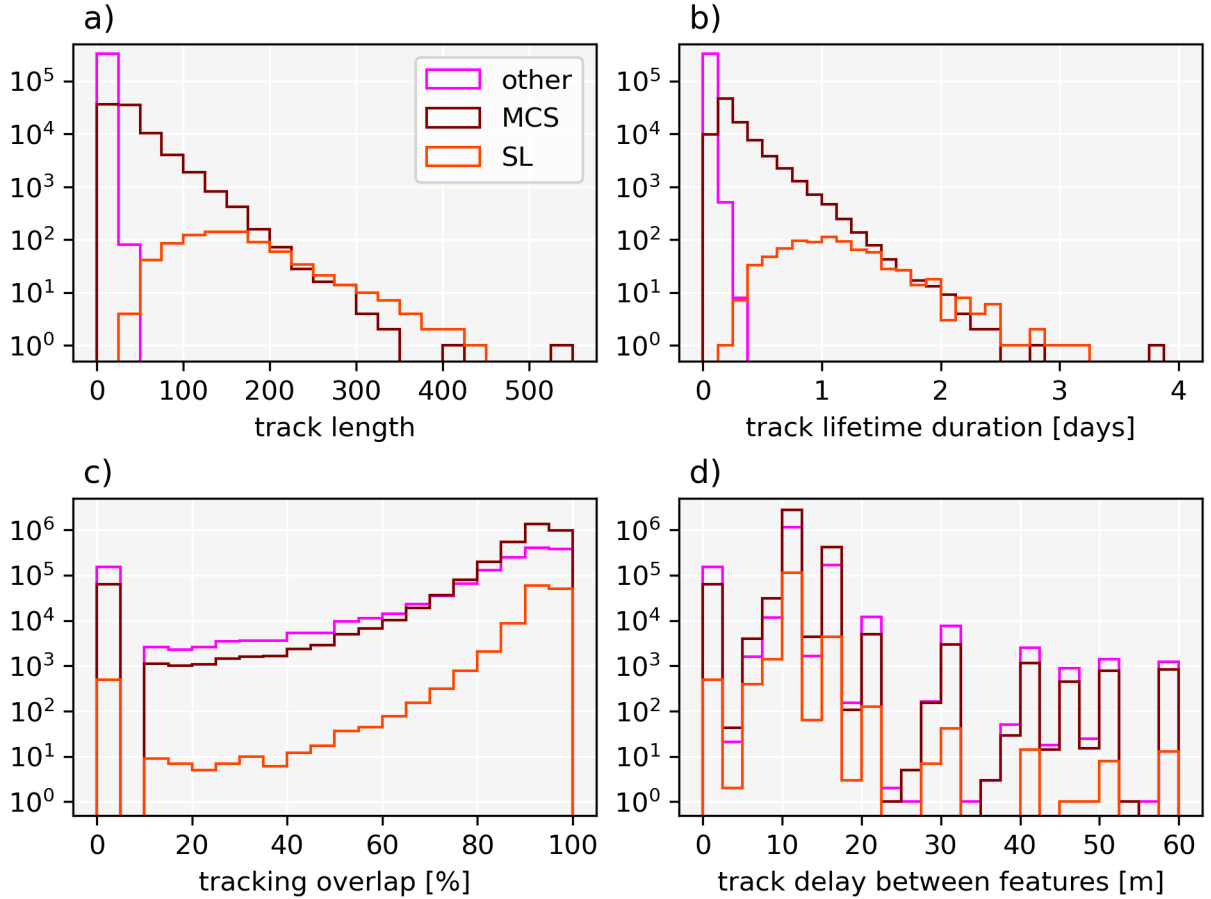 a)
10^5
10^4
10^3
10^2
10^1
10^0
other
MCS
SL
0 100 200 300 400 500
track length
b)
10^5
10^4
10^3
10^2
10^1
10^0
0 1 2 3 4
track lifetime duration [days]
c)
10^6
10^5
10^4
10^3
10^2
10^1
10^0
0 20 40 60 80 100
tracking overlap [%]
d)
10^6
10^5
10^4
10^3
10^2
10^1
10^0
0 10 20 30 40 50 60
track delay between features [m]